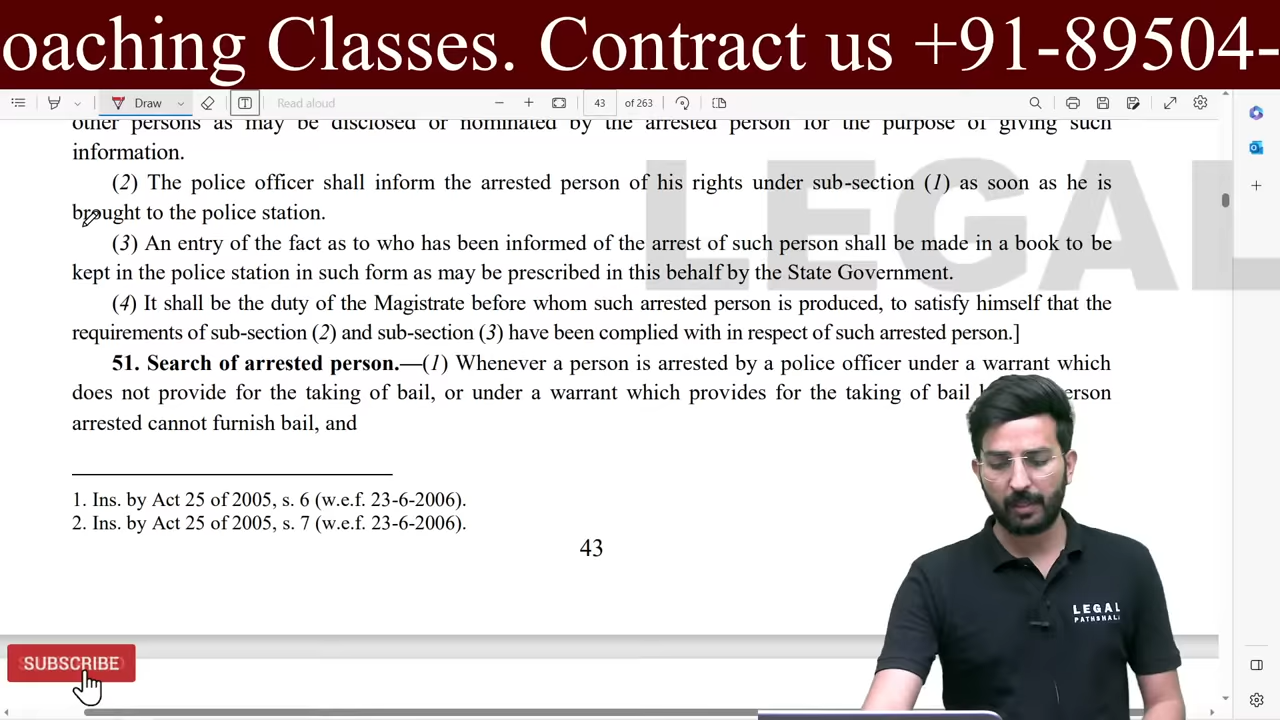 oaching Classes. Contract us +91-89504-
Draw
Read aloud
43 of 263
other persons as may be disclosed or nominated by the arrested person for the purpose of giving such
information.
(2) The police officer shall inform the arrested person of his rights under sub-section (1) as soon as he is
brought to the police station.
(3) An entry of the fact as to who has been informed of the arrest of such person shall be made in a book to be
kept in the police station in such form as may be prescribed in this behalf by the State Government.
(4) It shall be the duty of the Magistrate before whom such arrested person is produced, to satisfy himself that the
requirements of sub-section (2) and sub-section (3) have been complied with in respect of such arrested person.]
51. Search of arrested person.—(1) Whenever a person is arrested by a police officer under a warrant which
does not provide for the taking of bail, or under a warrant which provides for the taking of bail
arrested cannot furnish bail, and
1. Ins. by Act 25 of 2005, s. 6 (w.e.f. 23-6-2006).
2. Ins. by Act 25 of 2005, s. 7 (w.e.f. 23-6-2006).
43
LEGAL
LEGAL
PATHSHALA
SUBSCRIBE